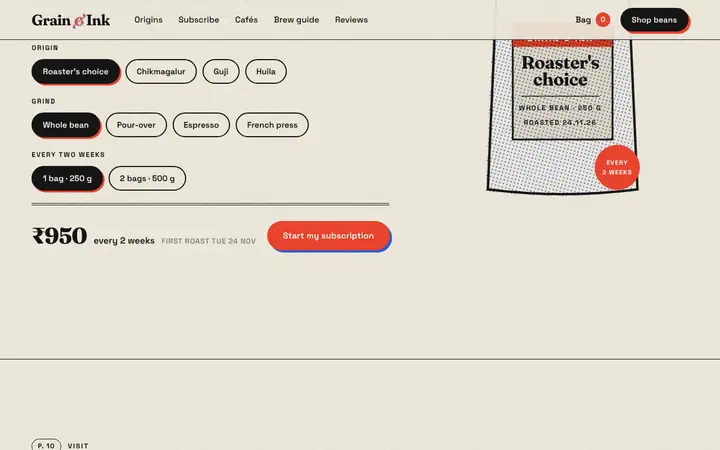 Grain & Ink
Origins
Subscribe
Cafés
Brew guide
Reviews
Bag 0
Shop beans
ORIGIN
Roaster's choice
Chikmagalur
Guji
Huila
GRIND
Whole bean
Pour-over
Espresso
French press
EVERY TWO WEEKS
1 bag · 250 g
2 bags · 500 g
₹950 every 2 weeks FIRST ROAST TUE 24 NOV
Start my subscription
Roaster's
choice
WHOLE BEAN · 250 G
ROASTED 24.11.26
EVERY
2 WEEKS
P. 10 VISIT